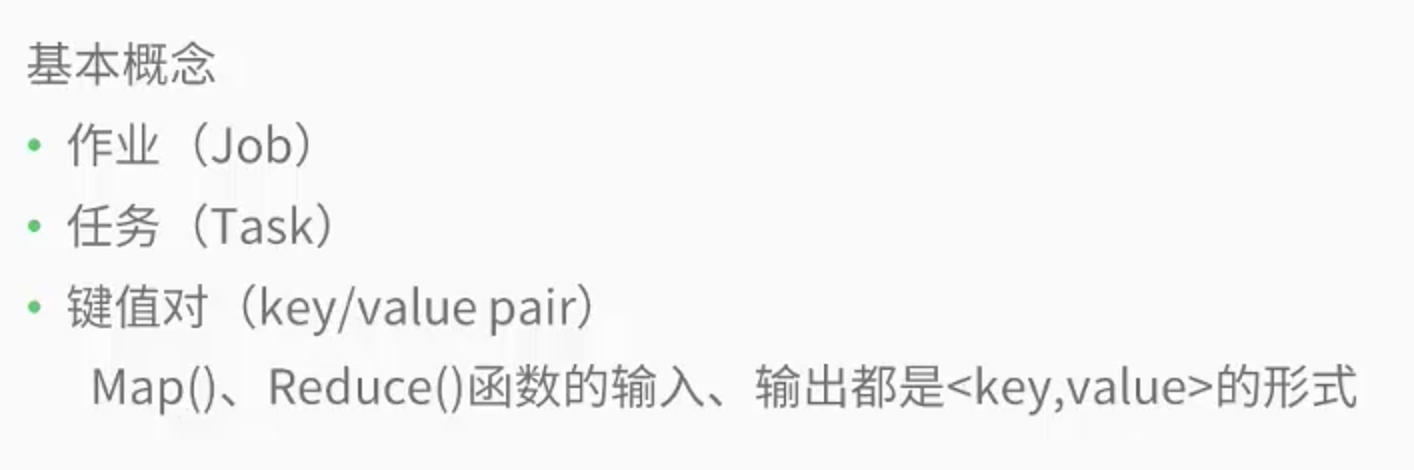 基本概念
• 作业（Job）
• 任务（Task）
• 键值对（key/value pair）
Map()、Reduce()函数的输入、输出都是<key,value>的形式